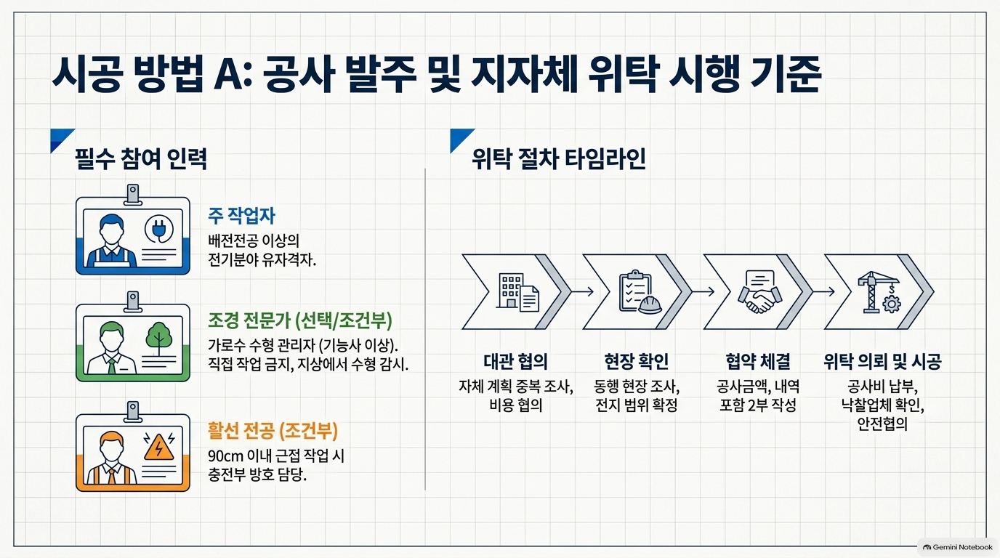 시공 방법 A: 공사 발주 및 지자체 위탁 시행 기준
필수 참여 인력
주 작업자
배전전공 이상의
전기분야 유자격자.
조경 전문가 (선택/조건부)
가로수 수형 관리자 (기능사 이상).
직접 작업 금지, 지상에서 수형 감시.
활선 전공 (조건부)
90cm 이내 근접 작업 시
충전부 방호 담당.
위탁 절차 타임라인
대관 협의
자체 계획 중복 조사,
비용 협의
현장 확인
동행 현장 조사,
전지 범위 확정
협약 체결
공사금액, 내역
포함 2부 작성
위탁 의뢰 및 시공
공사비 납부,
낙찰업체 확인,
안전협의
Gemini Notebook